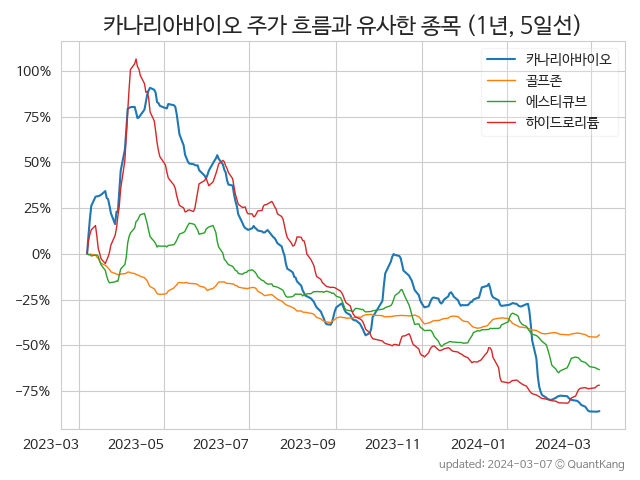 카나리아바이오 주가 흐름과 유사한 종목 (1년, 5일선)
카나리아바이오
골프존
에스티큐브
하이드로리튬
100%
75%
50%
25%
0%
−25%
−50%
−75%
2023-03
2023-05
2023-07
2023-09
2023-11
2024-01
2024-03
updated: 2024-03-07 © QuantKang